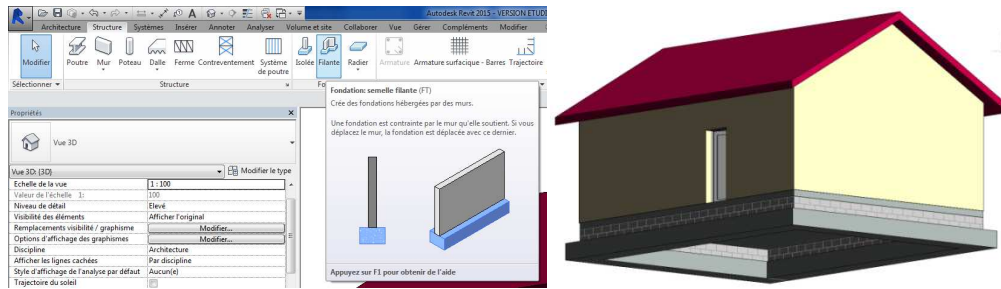 Autodesk Revit 2015 - VERSION ETUD
Architecture Structure Systèmes Insérer Annoter Analyser Volume et site Collaborer Vue Gérer Compléments Modifier
Modifier Poutre Mur Poteau Dalle Ferme Contreventement Système de poutre Isolée Filante Radier Armature Armature surfacique - Barres Trajectoire
Sélectionner Structure Fo
Fondation: semelle filante (FT)
Crée des fondations hébergées par des murs.
Une fondation est contrainte par le mur qu'elle soutient. Si vous
déplacez le mur, la fondation est déplacée avec ce dernier.
Appuyez sur F1 pour obtenir de l'aide
Propriétés
Vue 3D
Vue 3D: {3D} Modifier le type
Echelle de la vue 1 : 100
Valeur de l'échelle 1: 100
Niveau de détail Elevé
Visibilité des éléments Afficher l'original
Remplacements visibilité / graphisme Modifier...
Options d'affichage des graphismes Modifier...
Discipline Architecture
Afficher les lignes cachées Par discipline
Style d'affichage de l'analyse par défaut Aucun(e)
Trajectoire du soleil